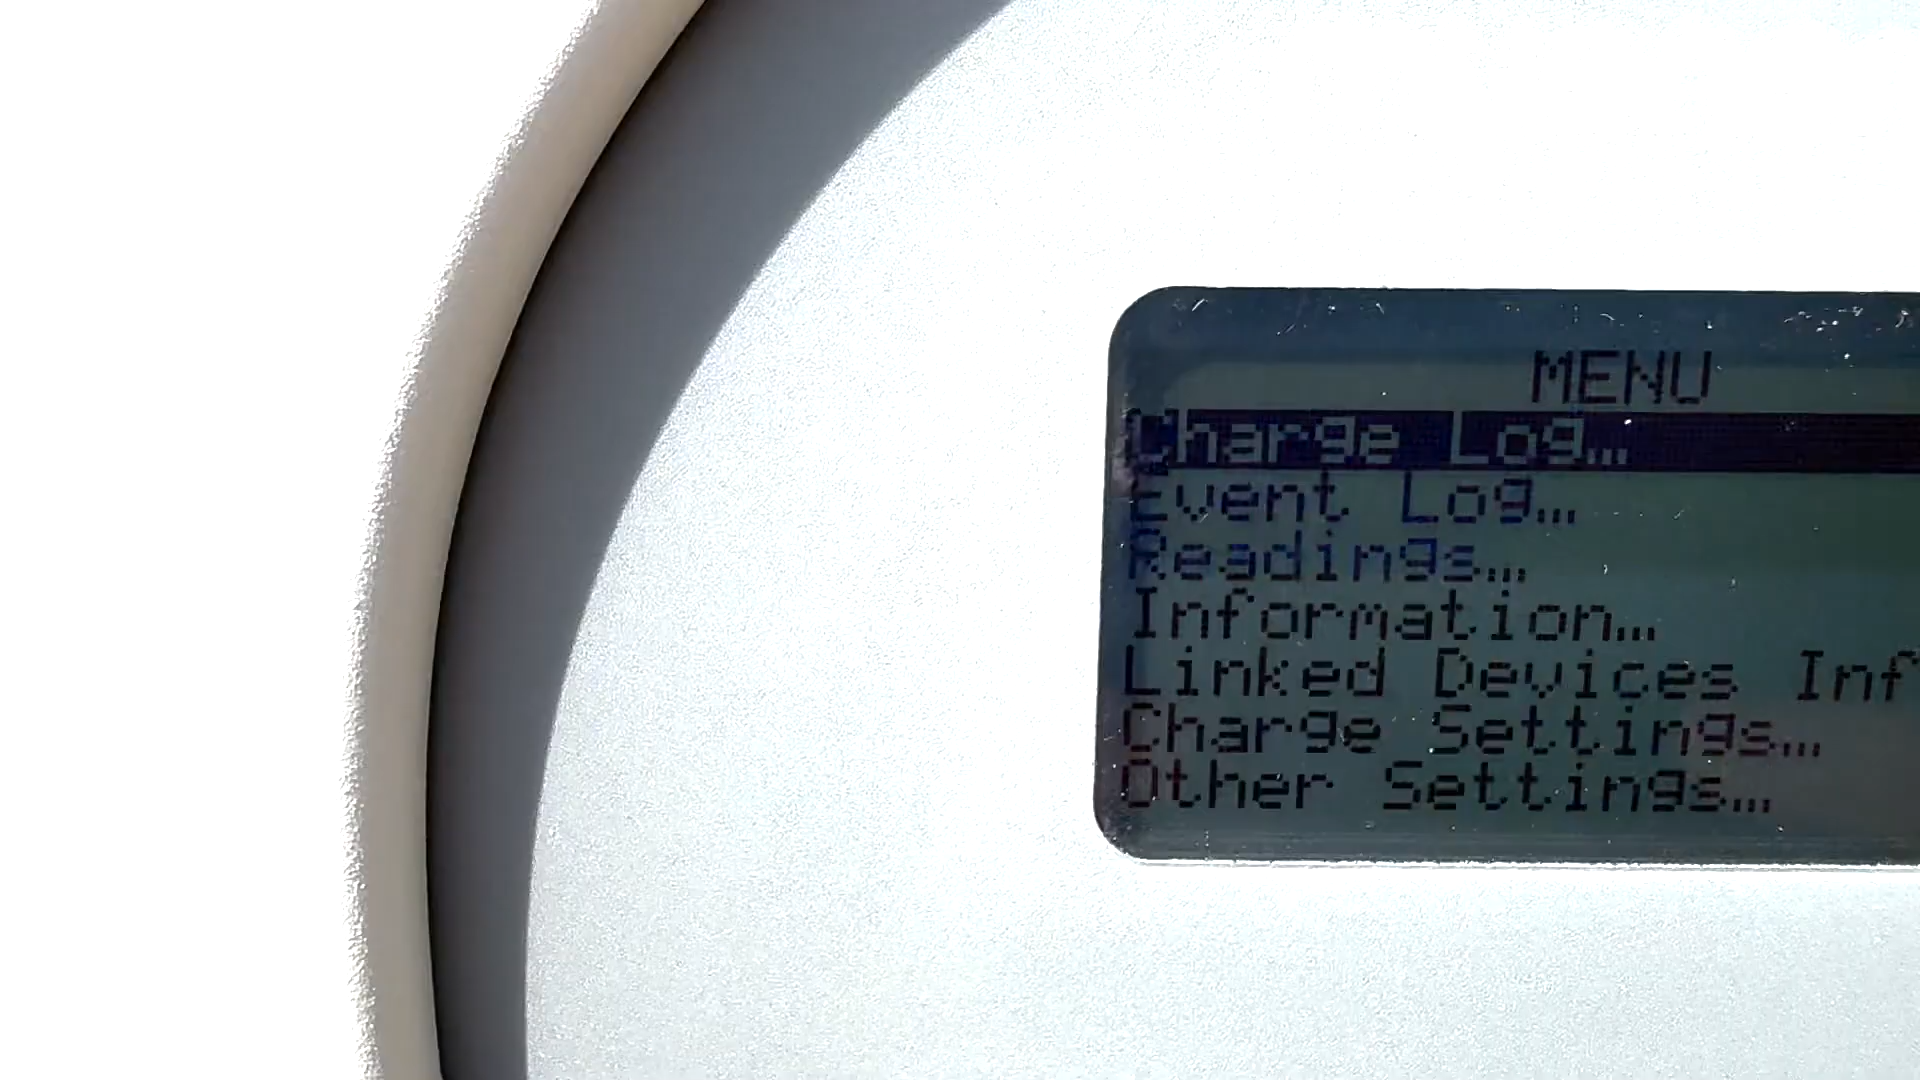 MENU
Charge Log...
Event Log...
Readings...
Information...
Linked Devices Inf
Charge Settings...
Other Settings...